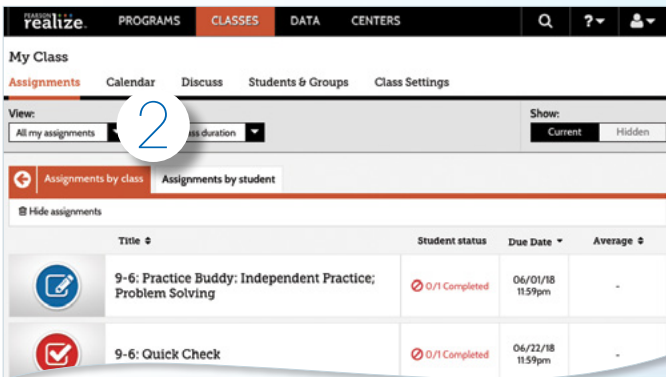 PEARSON
realize. PROGRAMS CLASSES DATA CENTERS ?
My Class
Assignments Calendar Discuss Students & Groups Class Settings
View: Show:
All my assignments 2 duration Current Hidden
Assignments by class Assignments by student
Hide assignments
Title Student status Due Date Average
9-6: Practice Buddy: Independent Practice; 0/1 Completed 06/01/18 -
Problem Solving 11:59pm
9-6: Quick Check 0/1 Completed 06/22/18 -
11:59pm